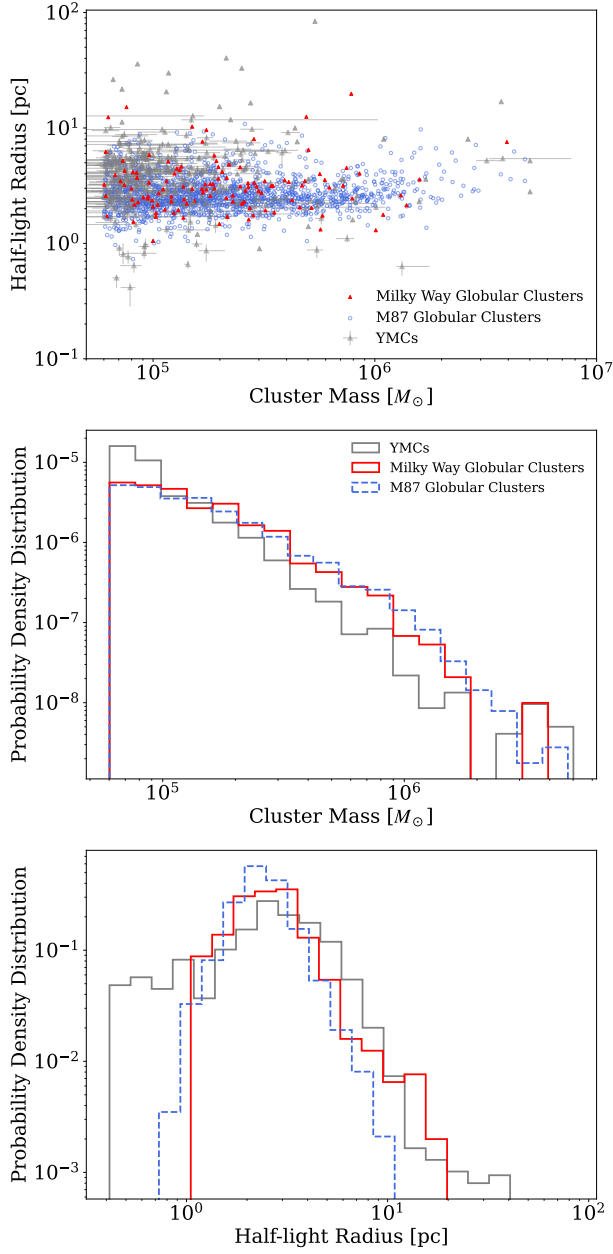 10²
10¹
10⁰
10⁻¹
Half-light Radius [pc]
Milky Way Globular Clusters
M87 Globular Clusters
YMCs
10⁵
10⁶
10⁷
Cluster Mass [M⊙]
10⁻⁵
10⁻⁶
10⁻⁷
10⁻⁸
Probability Density Distribution
YMCs
Milky Way Globular Clusters
M87 Globular Clusters
10⁵
10⁶
Cluster Mass [M⊙]
10⁻¹
10⁻²
10⁻³
Probability Density Distribution
10⁰
10¹
10²
Half-light Radius [pc]